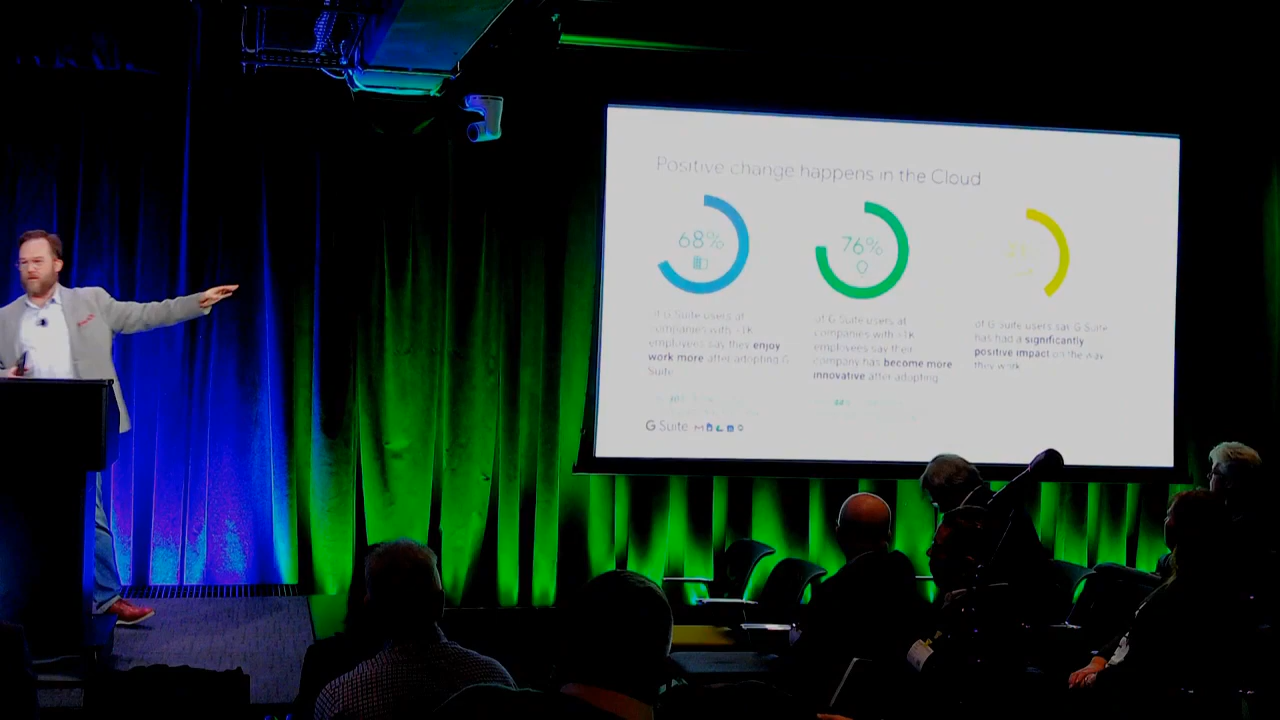 Positive change happens in the Cloud
68%
76%
of G Suite users at
companies with >1K
employees say they enjoy
work more after adopting G
Suite
of G Suite users at
companies with >1K
employees say their
company has become more
innovative after adopting
of G Suite users say G Suite
has had a significantly
positive impact on the way
they work
G Suite